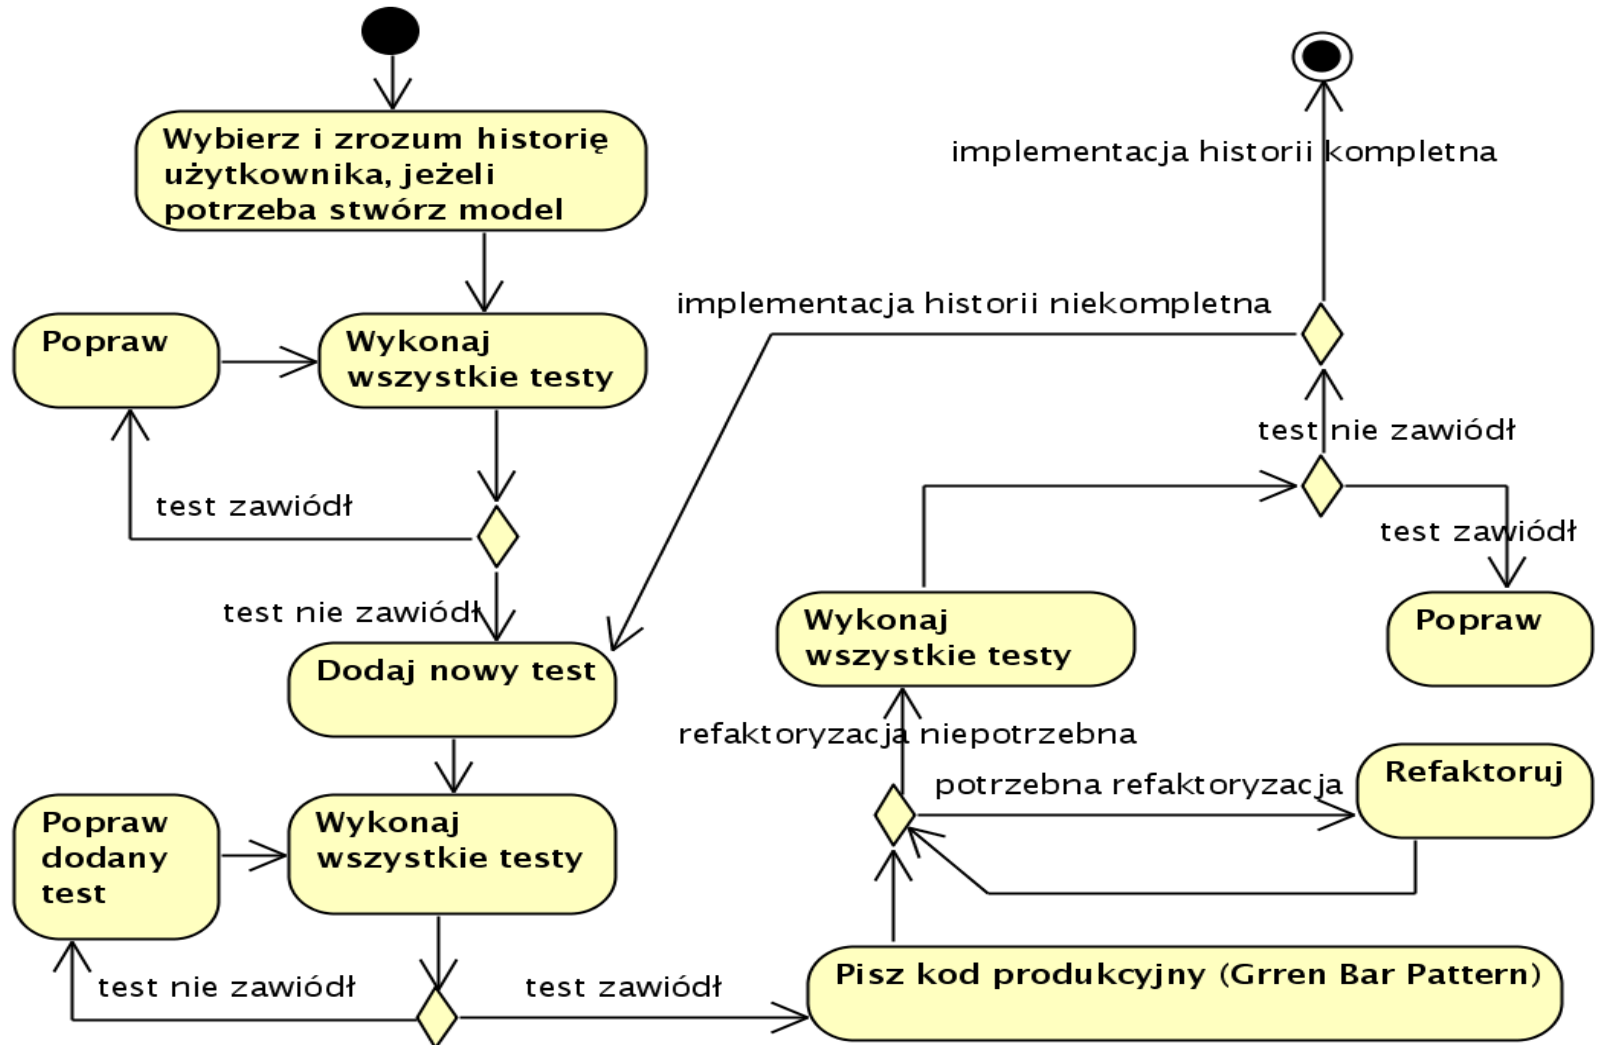 Wybierz i zrozum historię
użytkownika, jeżeli
potrzeba stwórz model
implementacja historii kompletna
implementacja historii niekompletna
Popraw
Wykonaj
wszystkie testy
test zawiódł
test nie zawiódł
test nie zawiódł
test zawiódł
Dodaj nowy test
Wykonaj
wszystkie testy
Popraw
refaktoryzacja niepotrzebna
potrzebna refaktoryzacja
Refaktoruj
Popraw
dodany
test
Wykonaj
wszystkie testy
test nie zawiódł
test zawiódł
Pisz kod produkcyjny (Grren Bar Pattern)